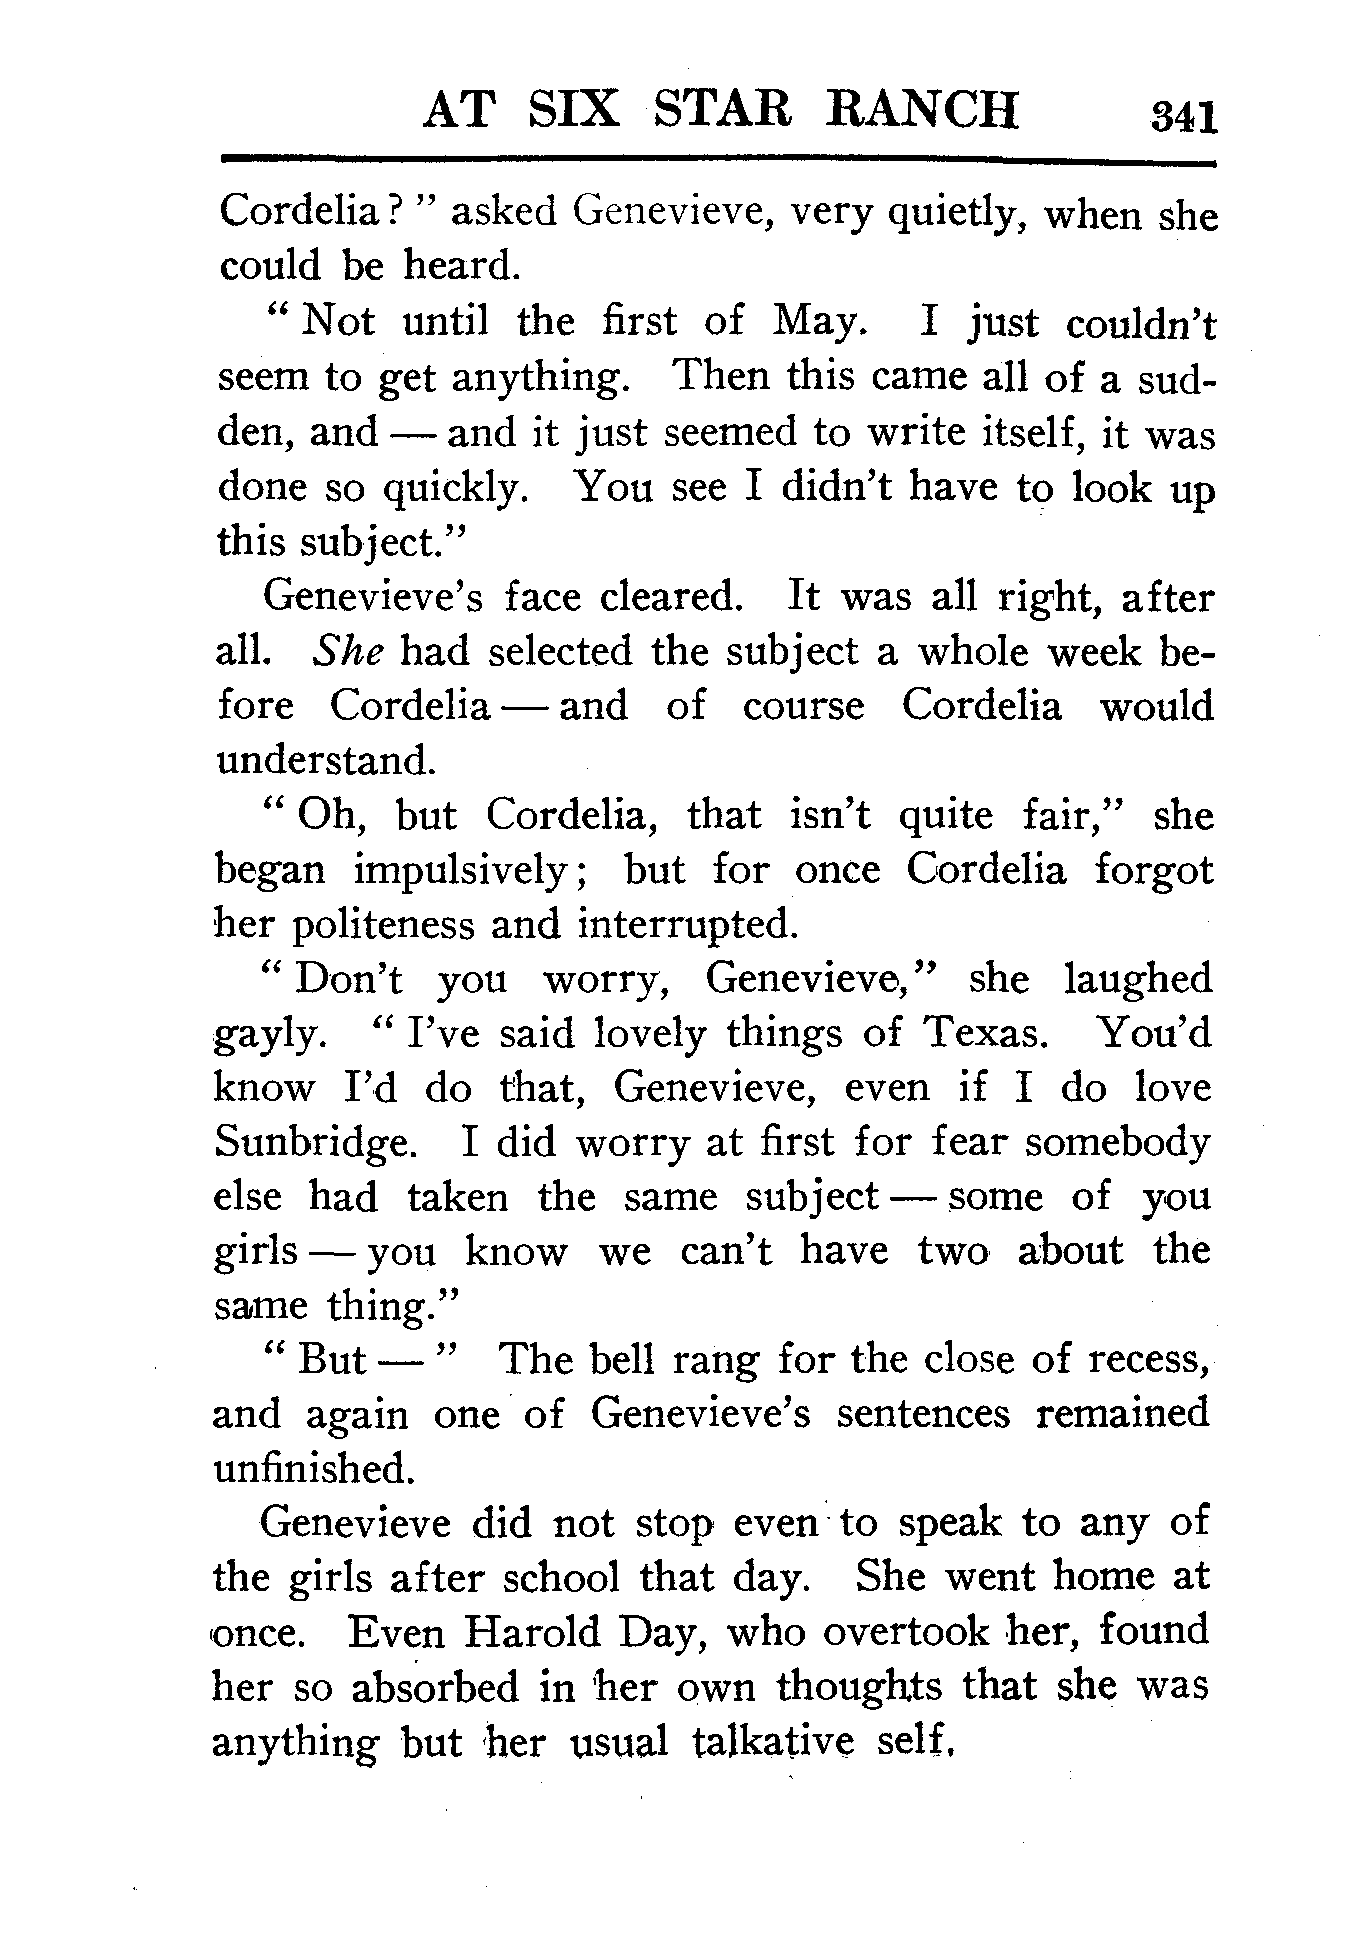 AT SIX STAR RANCH 341
Cordelia?" asked Genevieve, very quietly, when she
could be heard.
"Not until the first of May. I just couldn't
seem to get anything. Then this came all of a sud-
den, and — and it just seemed to write itself, it was
done so quickly. You see I didn't have to look up
this subject."
Genevieve's face cleared. It was all right, after
all. She had selected the subject a whole week be-
fore Cordelia — and of course Cordelia would
understand.
"Oh, but Cordelia, that isn't quite fair," she
began impulsively; but for once Cordelia forgot
her politeness and interrupted.
"Don't you worry, Genevieve," she laughed
gayly. "I've said lovely things of Texas. You'd
know I'd do that, Genevieve, even if I do love
Sunbridge. I did worry at first for fear somebody
else had taken the same subject — some of you
girls — you know we can't have two about the
same thing."
"But — " The bell rang for the close of recess,
and again one of Genevieve's sentences remained
unfinished.
Genevieve did not stop even to speak to any of
the girls after school that day. She went home at
once. Even Harold Day, who overtook her, found
her so absorbed in her own thoughts that she was
anything but her usual talkative self.